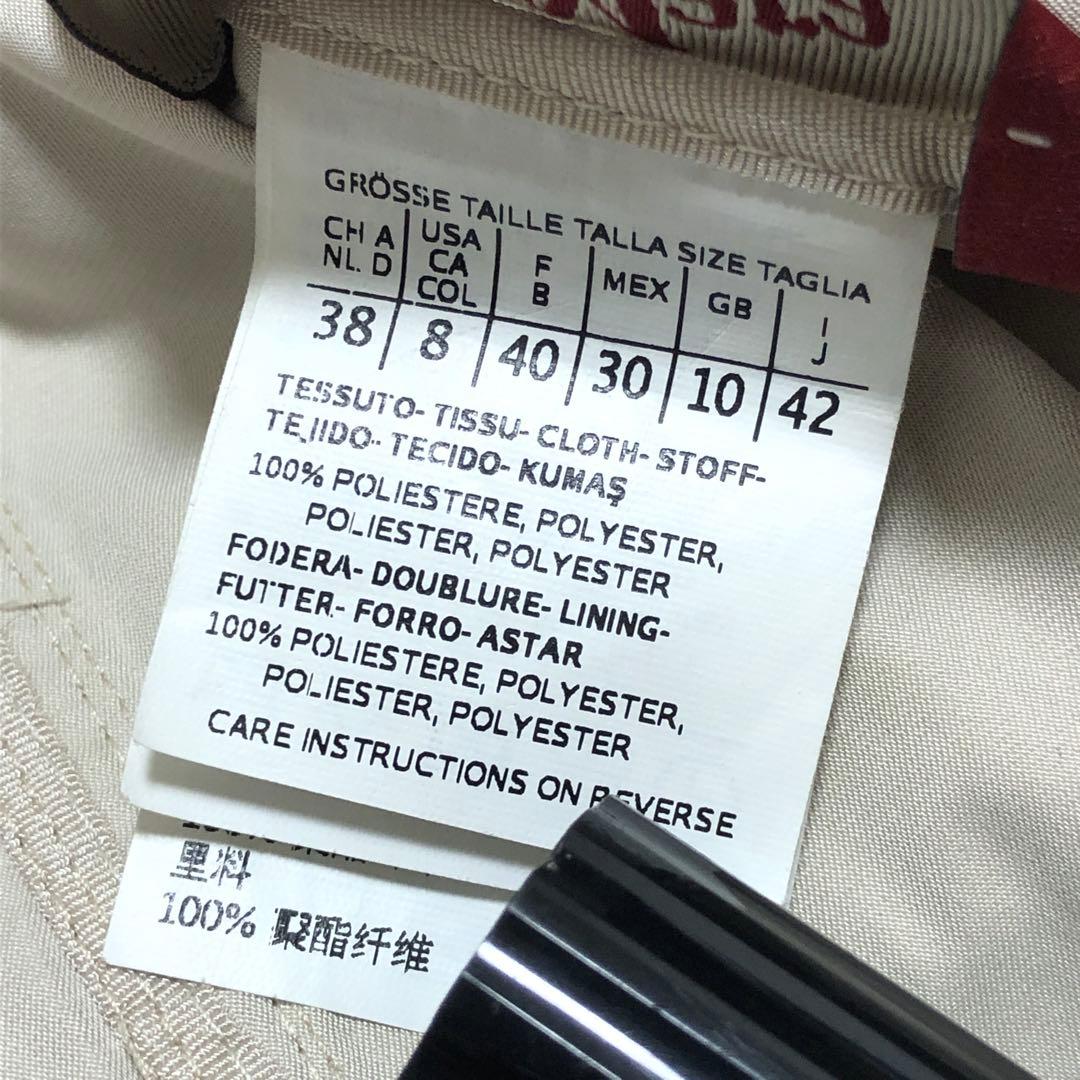 GRÖSSE TAILLE TALLA SIZE TAGLIA
CH A USA F MEX GB I
NL D CA B J
COL
38 8 40 30 10 42
TESSUTO- TISSU- CLOTH- STOFF-
TEJIDO- TECIDO- KUMAŞ
100% POLIESTERE, POLYESTER,
POLIESTER, POLYESTER
FODERA- DOUBLURE- LINING-
FUTTER- FORRO- ASTAR
100% POLIESTERE, POLYESTER,
POLIESTER, POLYESTER
CARE INSTRUCTIONS ON REVERSE
里料
100% 聚酯纤维